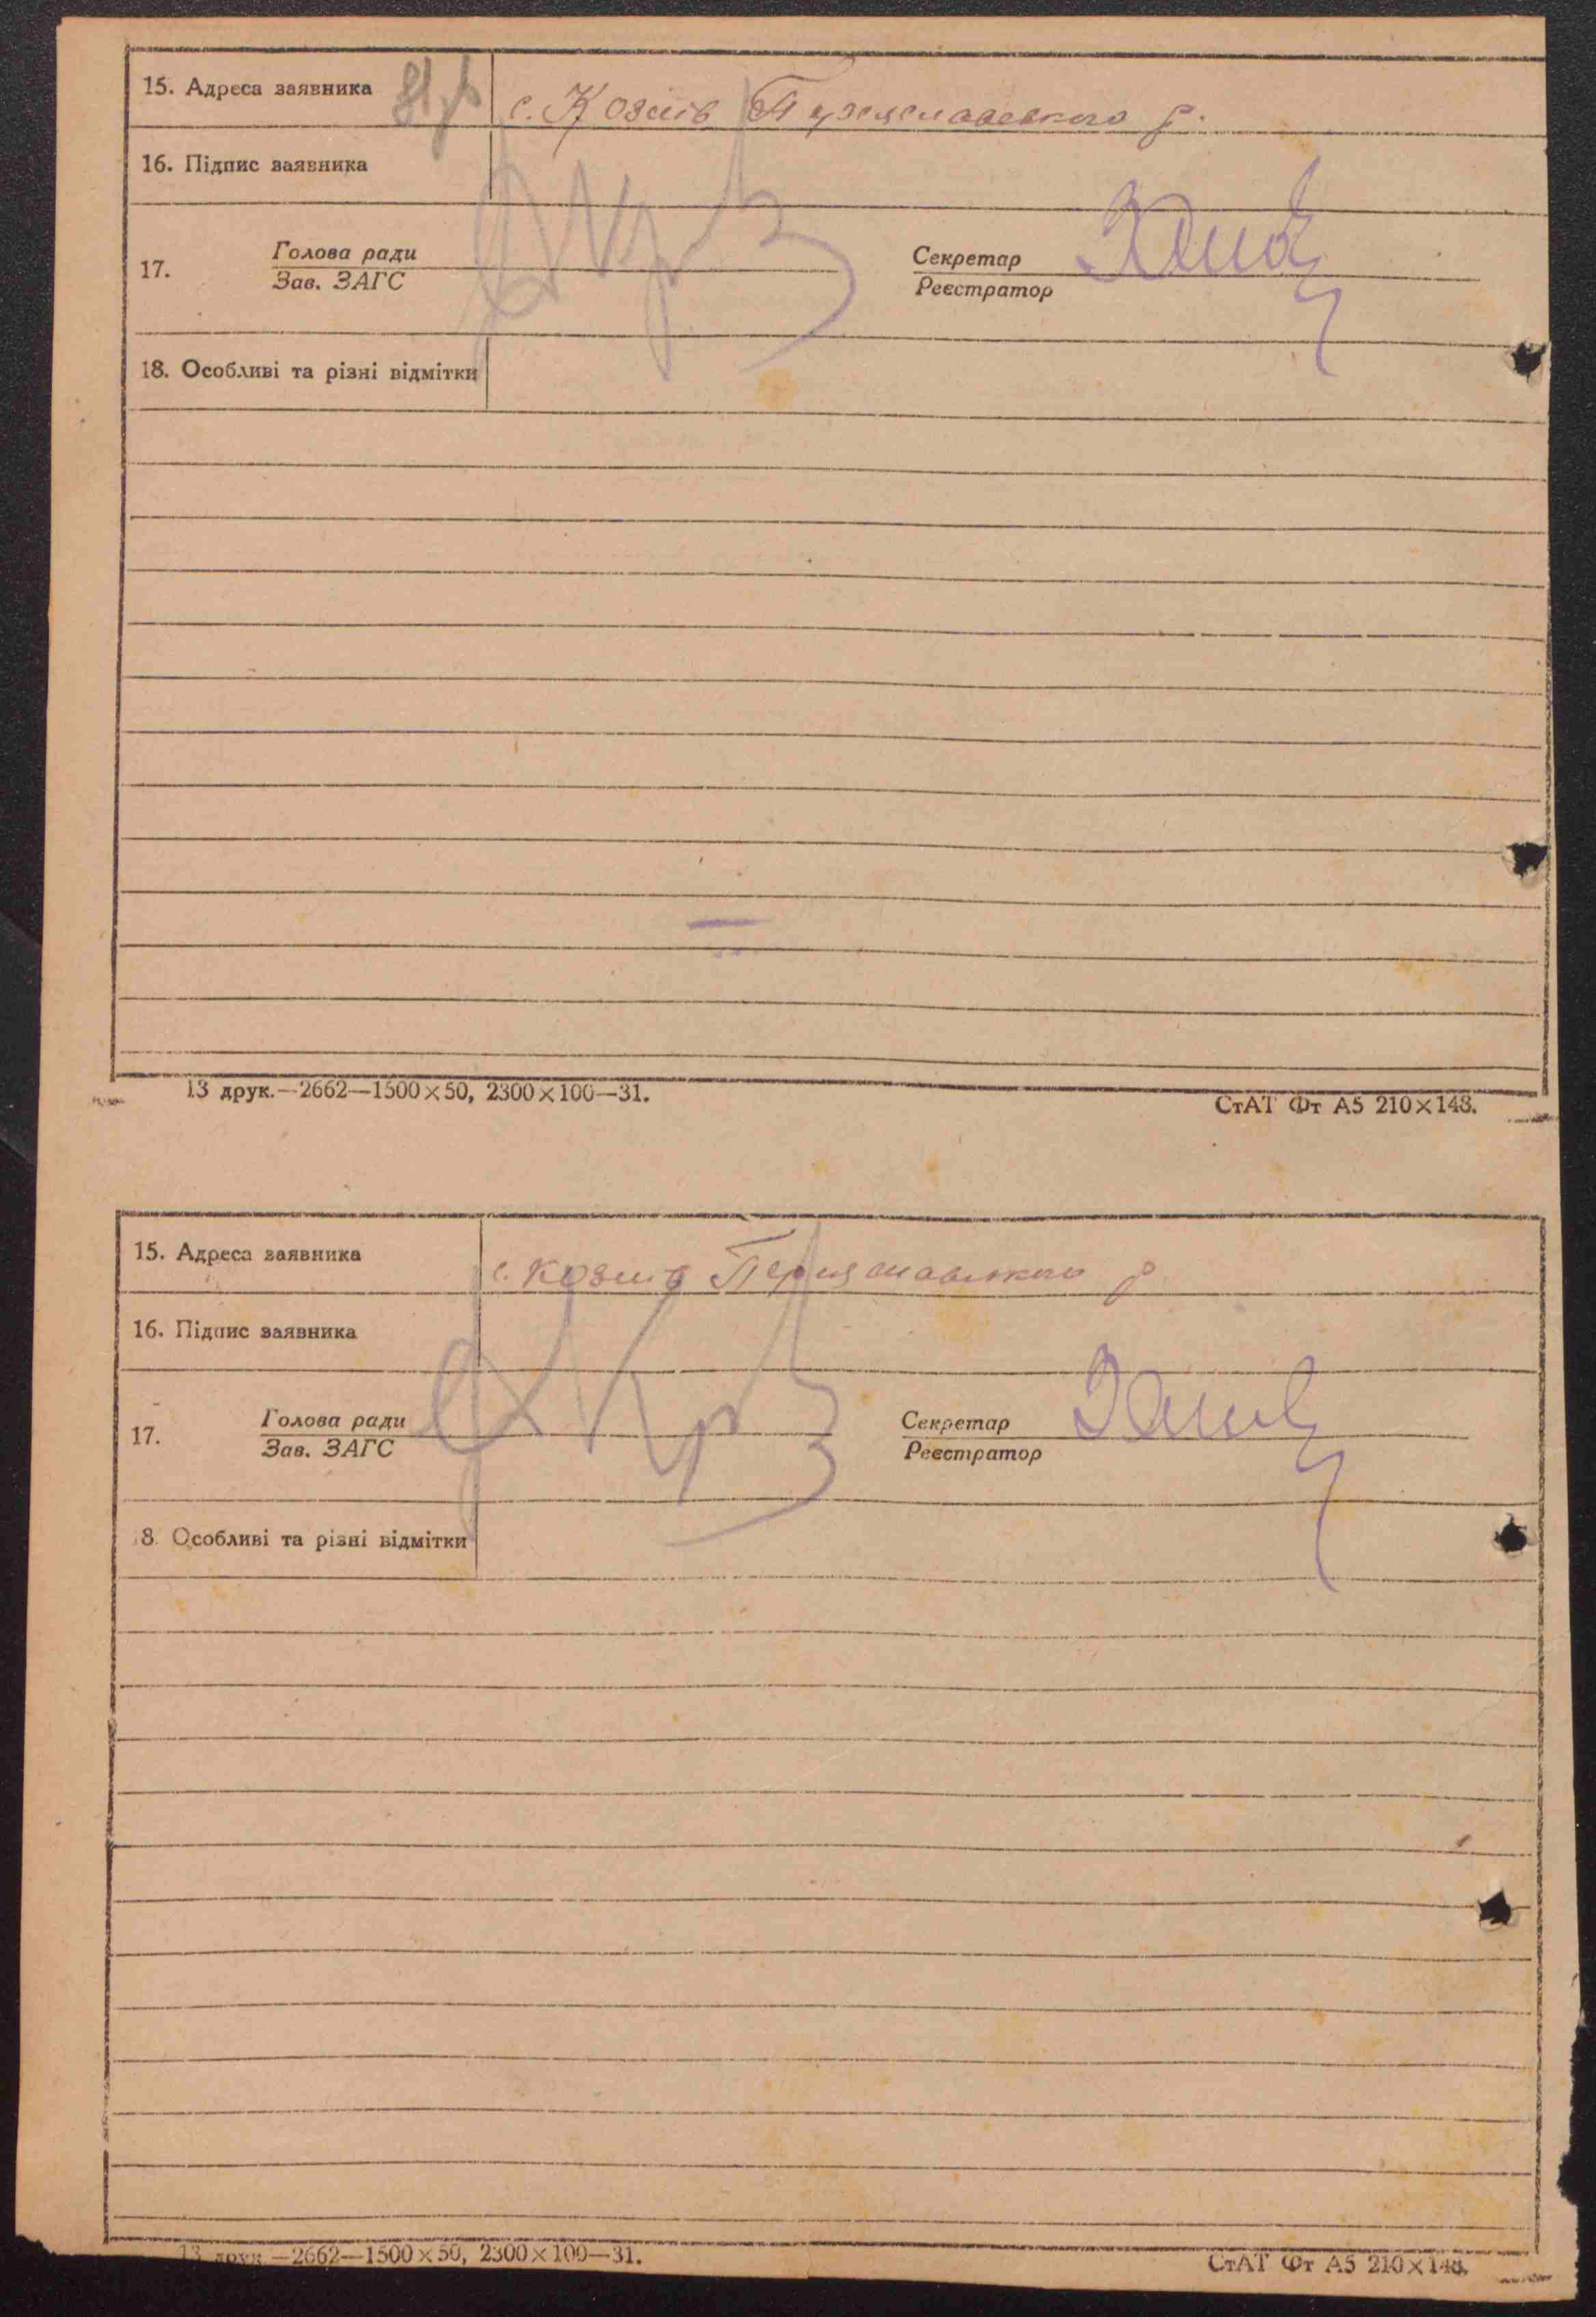 15. Адреса заявника с. Козлів Переяславського р.
16. Підпис заявника
17. Голова ради Секретар
Зав. ЗАГС Реєстратор
18. Особливі та різні відмітки
13 друк.—2662—1500×50, 2300×100—31. СтАТ Фт А5 210×148.
15. Адреса заявника с. Козлів Переяславського р
16. Підпис заявника
17. Голова ради Секретар
Зав. ЗАГС Реєстратор
8. Особливі та різні відмітки
13 друк.—2662—1500×50, 2300×100—31. СтАТ Фт А5 210×148.